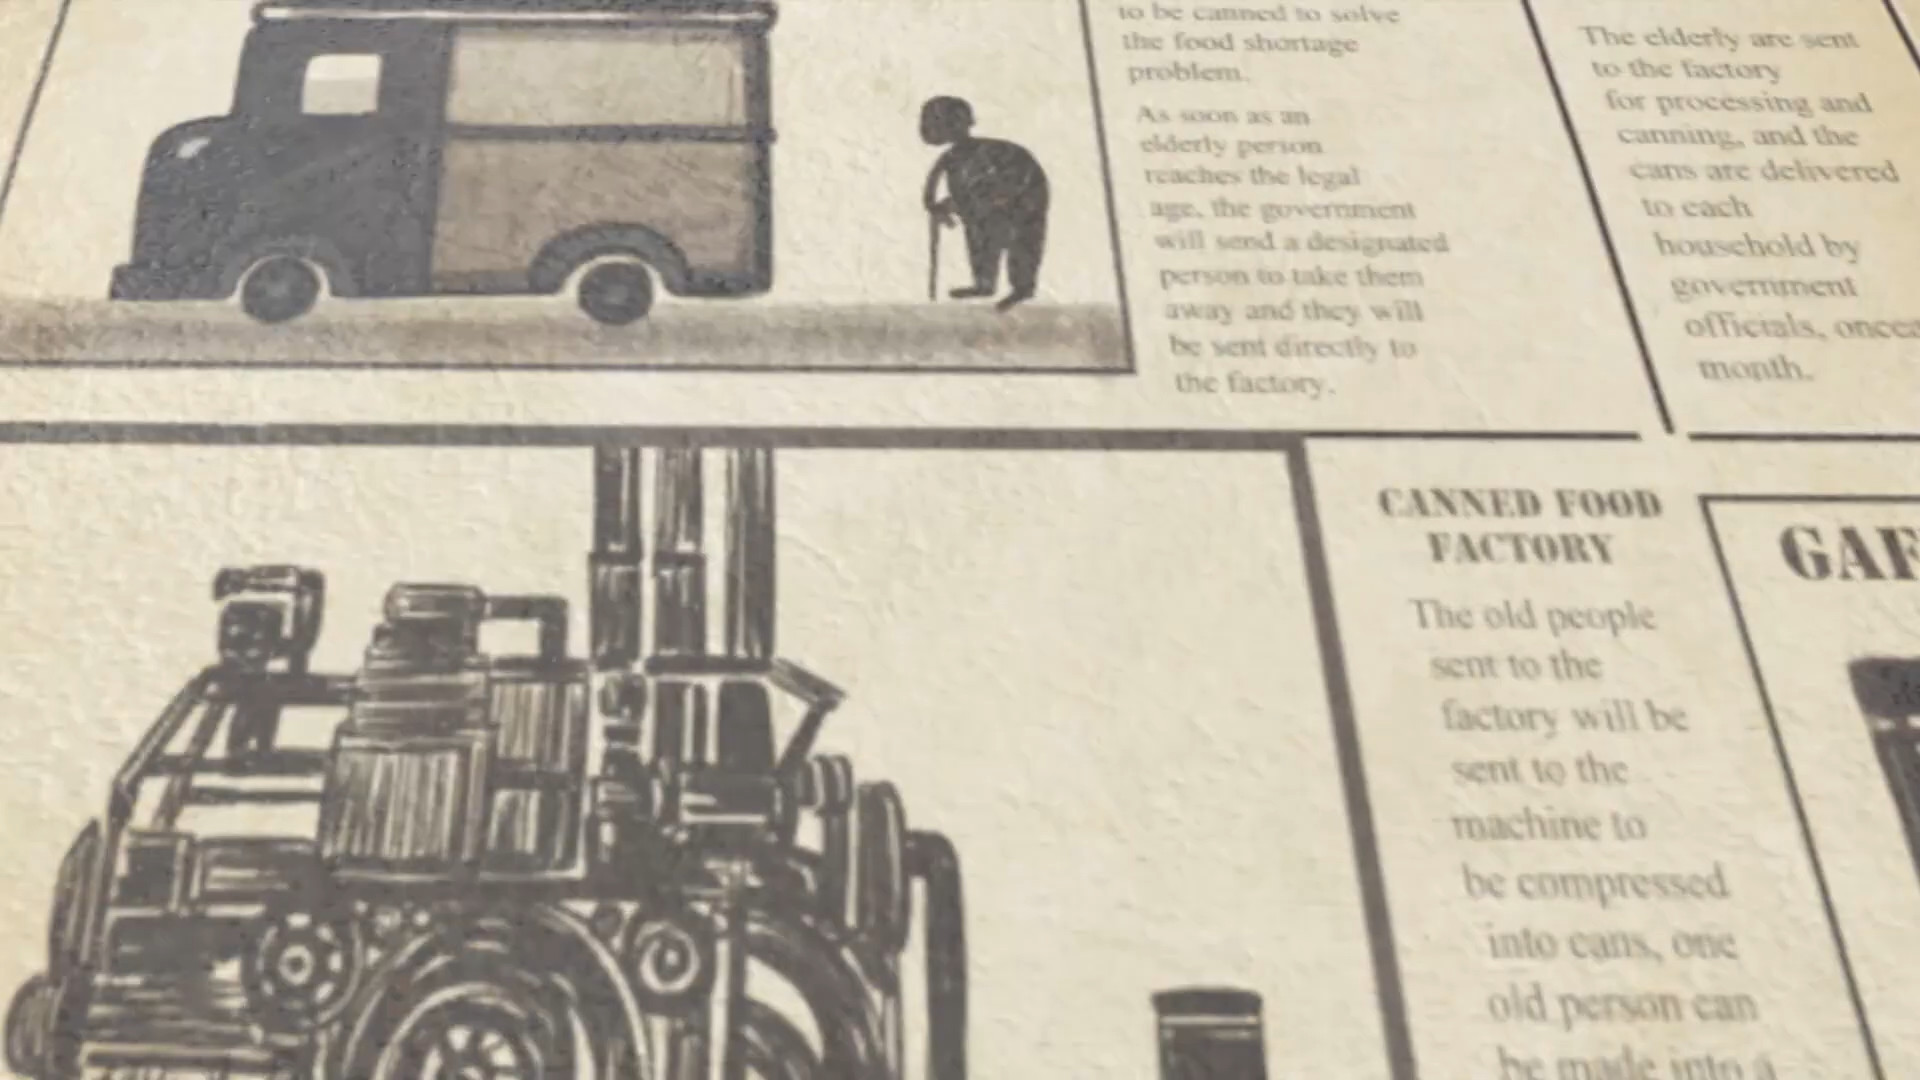 to be canned to solve
the food shortage
problem.
As soon as an
elderly person
reaches the legal
age, the government
will send a designated
person to take them
away and they will
be sent directly to
the factory.
The elderly are sent
to the factory
for processing and
canning, and the
cans are delivered
to each
household by
government
officials, oncea
month.
CANNED FOOD
FACTORY
The old people
sent to the
factory will be
sent to the
machine to
be compressed
into cans, one
old person can
be made into a
GAF